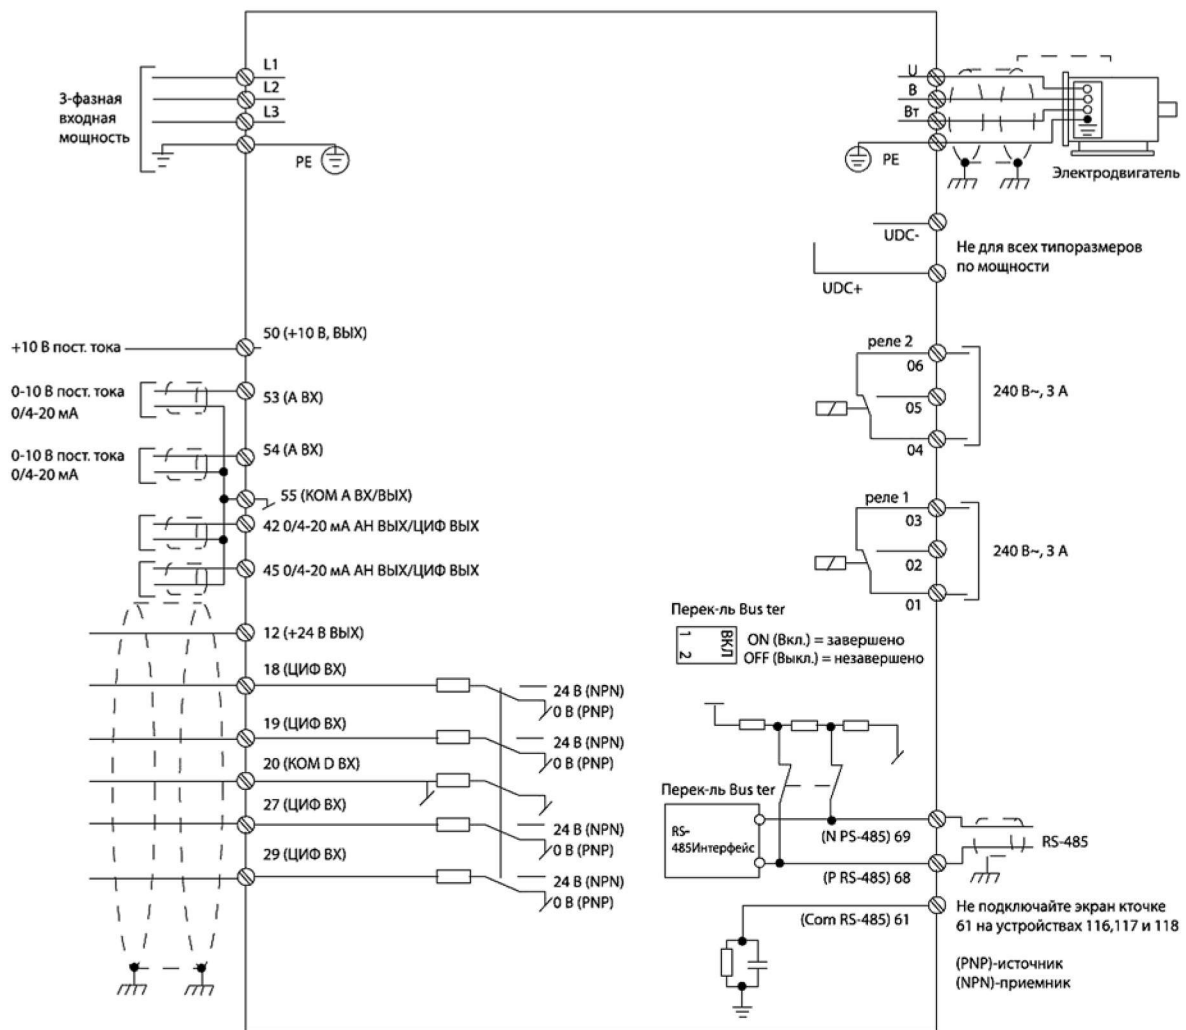 L1
L2
L3
3-фазная
входная
мощность
PE
U
В
Вт
PE
Электродвигатель
UDC-
UDC+
Не для всех типоразмеров
по мощности
50 (+10 В, ВЫХ)
+10 В пост. тока
0-10 В пост. тока
0/4-20 мА
53 (А ВХ)
0-10 В пост. тока
0/4-20 мА
54 (А ВХ)
55 (КОМ А ВХ/ВЫХ)
42 0/4-20 мА АН ВЫХ/ЦИФ ВЫХ
45 0/4-20 мА АН ВЫХ/ЦИФ ВЫХ
реле 2
06
05
04
240 В~, 3 А
реле 1
03
02
01
240 В~, 3 А
12 (+24 В ВЫХ)
18 (ЦИФ ВХ)
24 В (NPN)
0 В (PNP)
19 (ЦИФ ВХ)
24 В (NPN)
0 В (PNP)
20 (КОМ D ВХ)
27 (ЦИФ ВХ)
24 В (NPN)
0 В (PNP)
29 (ЦИФ ВХ)
24 В (NPN)
0 В (PNP)
Перек-ль Bus ter
1
2
ВКЛ
ON (Вкл.) = завершено
OFF (Выкл.) = незавершено
Перек-ль Bus ter
RS-
485Интерфейс
(N PS-485) 69
RS-485
(P RS-485) 68
(Com RS-485) 61
Не подключайте экран кточке
61 на устройствах 116,117 и 118
(PNP)-источник
(NPN)-приемник